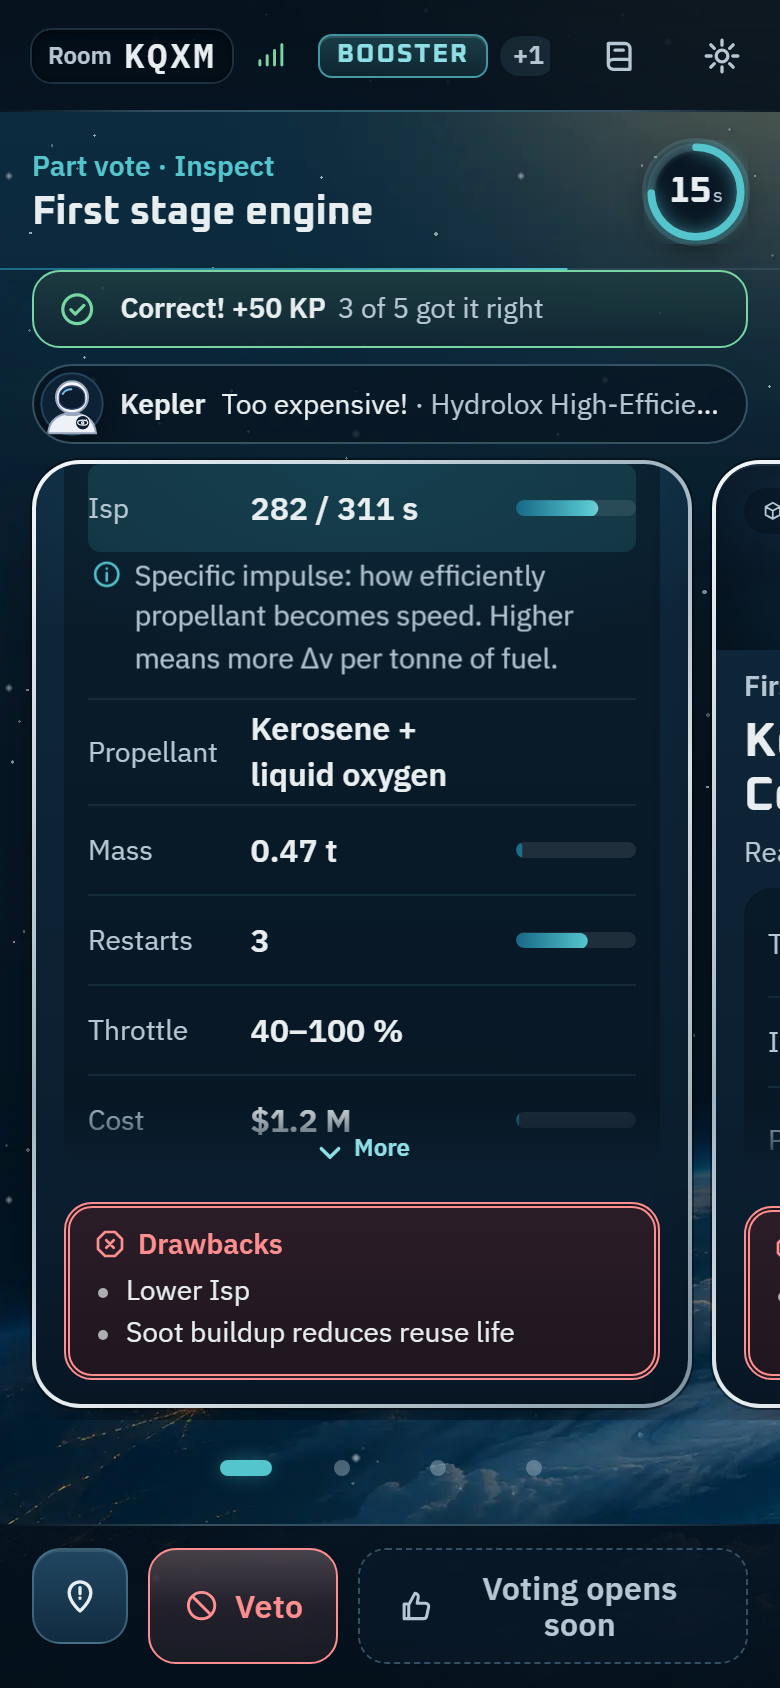 Room KQXM BOOSTER +1
Part vote · Inspect
First stage engine
15 s
Correct! +50 KP 3 of 5 got it right
Kepler Too expensive! · Hydrolox High-Efficie...
Isp 282 / 311 s
Specific impulse: how efficiently
propellant becomes speed. Higher
means more Δv per tonne of fuel.
Propellant Kerosene +
liquid oxygen
Mass 0.47 t
Restarts 3
Throttle 40–100 %
Cost $1.2 M
More
Drawbacks
• Lower Isp
• Soot buildup reduces reuse life
Veto
Voting opens
soon